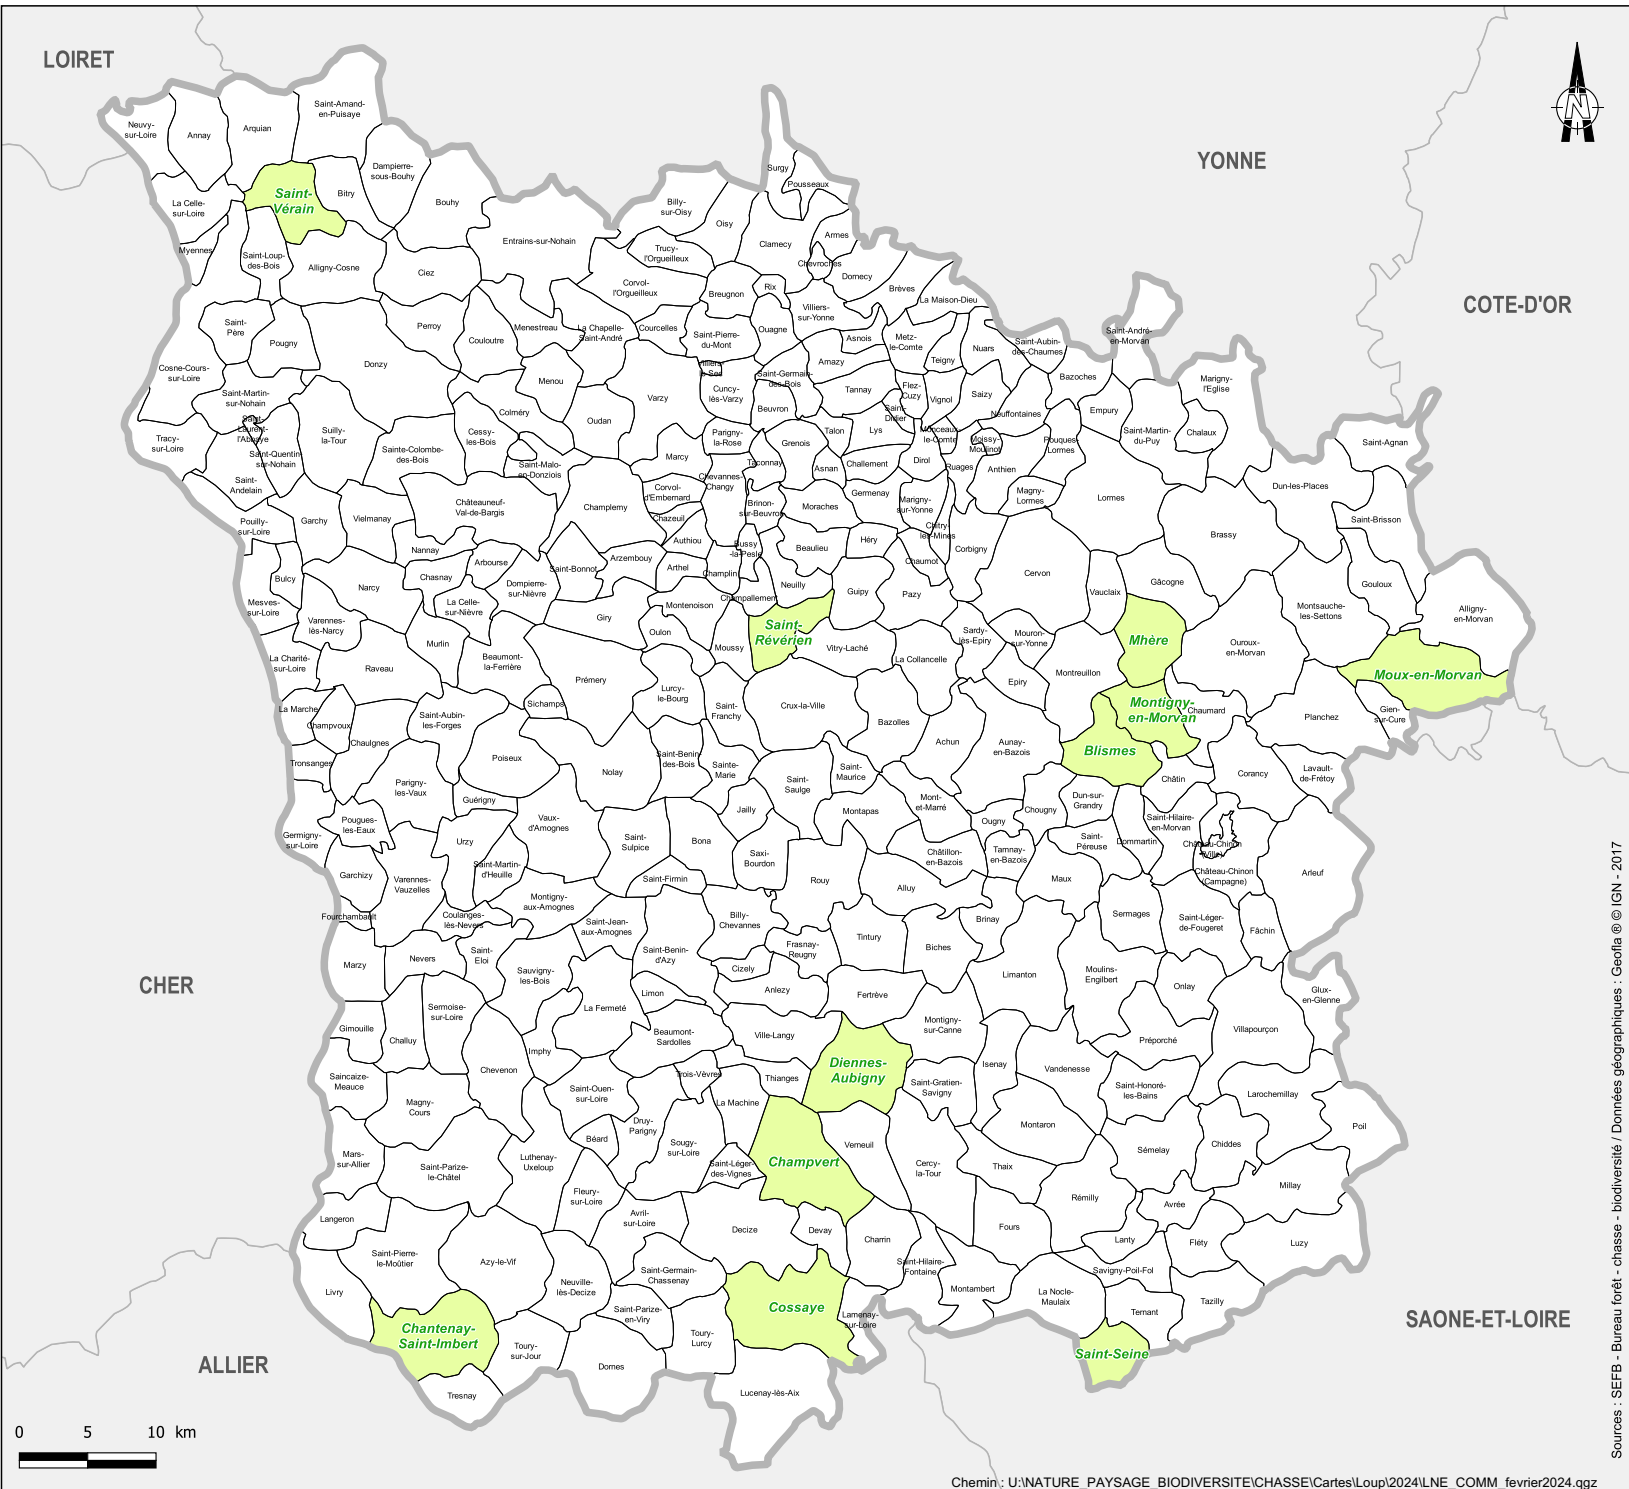 LOIRET
YONNE
COTE-D'OR
CHER
ALLIER
SAONE-ET-LOIRE
N
Neuvy-
sur-Loire
Annay
Arquian
Saint-Amand-
en-Puisaye
Dampierre-
sous-Bouhy
Bitry
Saint-
Vérain
Bouhy
La Celle-
sur-Loire
Myennes
Saint-Loup-
des-Bois
Alligny-Cosne
Ciez
Entrains-sur-Nohain
Billy-
sur-Oisy
Oisy
Surgy
Pousseaux
Clamecy
Armes
Chevroches
Dornecy
Trucy-
l'Orgueilleux
Corvol-
l'Orgueilleux
Breugnon
Rix
Villiers-
sur-Yonne
Brèves
La Maison-Dieu
Saint-
Père
Pougny
Perroy
Couloutre
Menestreau
La Chapelle-
Saint-André
Courcelles
Saint-Pierre-
du-Mont
Ouagne
Asnois
Metz-
le-Comte
Teigny
Nuars
Saint-Aubin-
des-Chaumes
Saint-André-
en-Morvan
Cosne-Cours-
sur-Loire
Donzy
Menou
Varzy
Villiers-
le-Sec
Cuncy-
lès-Varzy
Saint-Germain-
des-Bois
Amazy
Tannay
Flez-
Cuzy
Vignol
Saizy
Bazoches
Marigny-
l'Eglise
Saint-Martin-
sur-Nohain
Saint-
Laurent-
l'Abbaye
Suilly-
la-Tour
Colméry
Cessy-
les-Bois
Oudan
Beuvron
Saint-
Didier
Neuffontaines
Empury
Saint-Martin-
du-Puy
Chalaux
Tracy-
sur-Loire
Saint-Quentin-
sur-Nohain
Sainte-Colombe-
des-Bois
Saint-Malo-
en-Donziois
Marcy
Parigny-
la-Rose
Grenois
Talon
Lys
Monceaux-
le-Comte
Moissy-
Moulinot
Pouques-
Lormes
Saint-Agnan
Saint-
Andelain
Châteauneuf-
Val-de-Bargis
Champlemy
Corvol-
d'Embernard
Chevannes-
Changy
Taconnay
Asnan
Challement
Dirol
Ruages
Anthien
Magny-
Lormes
Lormes
Dun-les-Places
Saint-Brisson
Pouilly-
sur-Loire
Garchy
Vielmanay
Chazeuil
Authiou
Brinon-
sur-Beuvron
Moraches
Germenay
Marigny-
sur-Yonne
Chitry-
les-Mines
Corbigny
Brassy
Nannay
Arbourse
Saint-Bonnot
Arzembouy
Arthel
Champlin
Bussy
-la-Pesle
Beaulieu
Héry
Chaumot
Cervon
Gâcogne
Gouloux
Bulcy
Narcy
Chasnay
La Celle-
sur-Nièvre
Dompierre-
sur-Nièvre
Giry
Montenoison
Champallement
Neuilly
Guipy
Pazy
Vauclaix
Montsauche-
les-Settons
Alligny-
en-Morvan
Mesves-
sur-Loire
Varennes-
lès-Narcy
Murlin
Beaumont-
la-Ferrière
Oulon
Moussy
Saint-
Révérien
Vitry-Laché
La Collancelle
Sardy-
lès-Epiry
Mouron-
sur-Yonne
Mhère
Ouroux-
en-Morvan
Moux-en-Morvan
La Charité-
sur-Loire
Raveau
Prémery
Lurcy-
le-Bourg
Saint-
Franchy
Crux-la-Ville
Epiry
Montreuillon
Montigny-
en-Morvan
Chaumard
Planchez
Gien-
sur-Cure
La Marche
Champvoux
Chaulgnes
Saint-Aubin-
les-Forges
Sichamps
Bazolles
Achun
Aunay-
en-Bazois
Blismes
Tronsanges
Parigny-
les-Vaux
Poiseux
Nolay
Saint-Benin-
des-Bois
Sainte-
Marie
Saint-
Saulge
Saint-
Maurice
Châtin
Corancy
Lavault-
de-Frétoy
Guérigny
Jailly
Montapas
Mont-
et-Marré
Chougny
Dun-sur-
Grandry
Germigny-
sur-Loire
Pougues-
les-Eaux
Urzy
Vaux-
d'Amognes
Saint-
Sulpice
Bona
Saxi-
Bourdon
Châtillon-
en-Bazois
Ougny
Tamnay-
en-Bazois
Saint-
Péreuse
Dommartin
Saint-Hilaire-
en-Morvan
Château-Chinon
(Ville)
Château-Chinon
(Campagne)
Arleuf
Garchizy
Varennes-
Vauzelles
Saint-Martin-
d'Heuille
Saint-Firmin
Rouy
Alluy
Maux
Fourchambault
Coulanges-
lès-Nevers
Montigny-
aux-Amognes
Saint-Jean-
aux-Amognes
Billy-
Chevannes
Brinay
Sermages
Saint-Léger-
de-Fougeret
Fâchin
Marzy
Nevers
Saint-
Eloi
Sauvigny-
les-Bois
Saint-Benin-
d'Azy
Cizely
Frasnay-
Reugny
Tintury
Biches
Limanton
Moulins-
Engilbert
Onlay
Glux-
en-Glenne
Gimouille
Challuy
Sermoise-
sur-Loire
La Fermeté
Limon
Anlezy
Fertrève
Villapourçon
Chevenon
Imphy
Beaumont-
Sardolles
Ville-Langy
Montigny-
sur-Canne
Préporché
Saincaize-
Meauce
Magny-
Cours
Saint-Ouen-
sur-Loire
Trois-Vèvres
Thianges
Diennes-
Aubigny
Isenay
Vandenesse
Saint-Gratien-
Savigny
Saint-Honoré-
les-Bains
Larochemillay
Druy-
Parigny
La Machine
Béard
Sougy-
sur-Loire
Verneuil
Montaron
Poil
Mars-
sur-Allier
Saint-Parize-
le-Châtel
Luthenay-
Uxeloup
Saint-Léger-
des-Vignes
Champvert
Cercy-
la-Tour
Thaix
Sémelay
Chiddes
Fleury-
sur-Loire
Rémilly
Millay
Langeron
Avril-
sur-Loire
Decize
Devay
Charrin
Fours
Avrée
Saint-Pierre-
le-Moûtier
Azy-le-Vif
Lanty
Fléty
Luzy
Livry
Neuville-
lès-Decize
Saint-Germain-
Chassenay
Saint-Hilaire-
Fontaine
Montambert
Savigny-Poil-Fol
Chantenay-
Saint-Imbert
Saint-Parize-
en-Viry
Cossaye
Lamenay-
sur-Loire
La Nocle-
Maulaix
Ternant
Tazilly
Toury-
sur-Jour
Toury-
Lurcy
Saint-Seine
Dornes
Tresnay
Lucenay-lès-Aix
0 5 10 km
Sources : SEFB - Bureau forêt - chasse - biodiversité / Données géographiques : Geofla ® © IGN - 2017
Chemin : U:\NATURE_PAYSAGE_BIODIVERSITE\CHASSE\Cartes\Loup\2024\LNE_COMM_fevrier2024.qgz